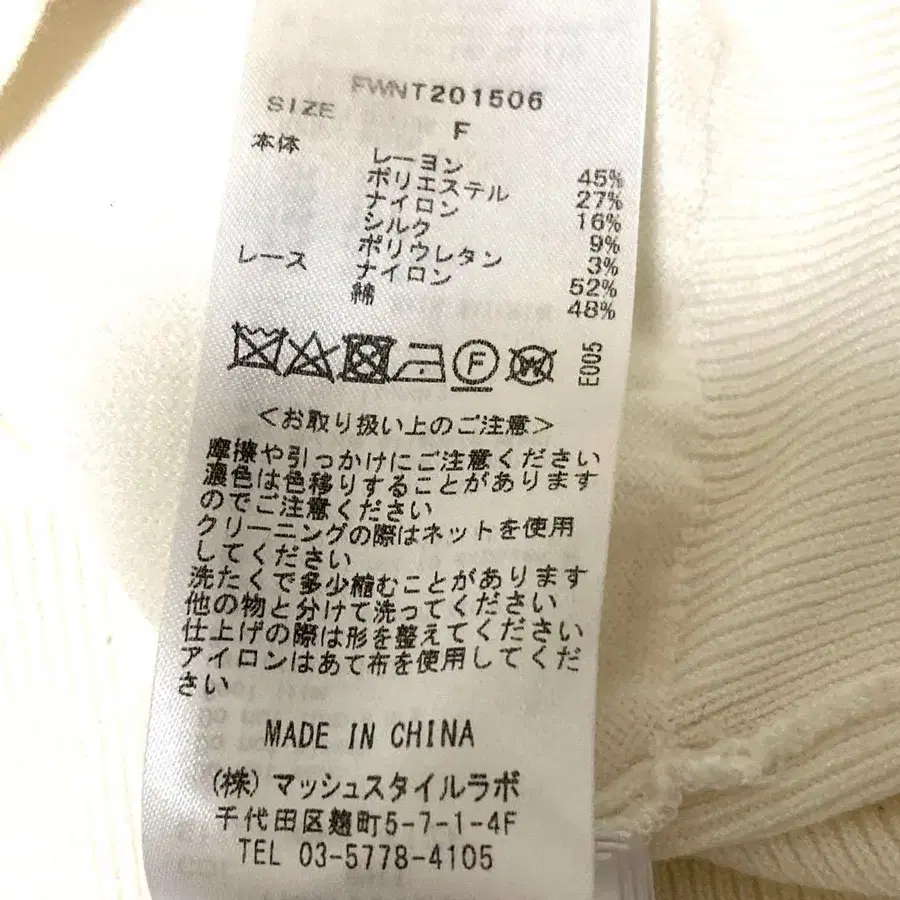 FWNT201506
SIZE F
本体 レーヨン 45%
ポリエステル 27%
ナイロン 16%
シルク 9%
ポリウレタン 3%
レース ナイロン 52%
綿 48%
F W E005
<お取り扱い上のご注意>
摩擦や引っかけにご注意ください
濃色は色移りすることがあります
のでご注意ください
クリーニングの際はネットを使用
してください
洗たくで多少縮むことがあります
他の物と分けて洗ってください
仕上げの際は形を整えてください
アイロンはあて布を使用してくだ
さい
MADE IN CHINA
(株) マッシュスタイルラボ
千代田区麹町5-7-1-4F
TEL 03-5778-4105